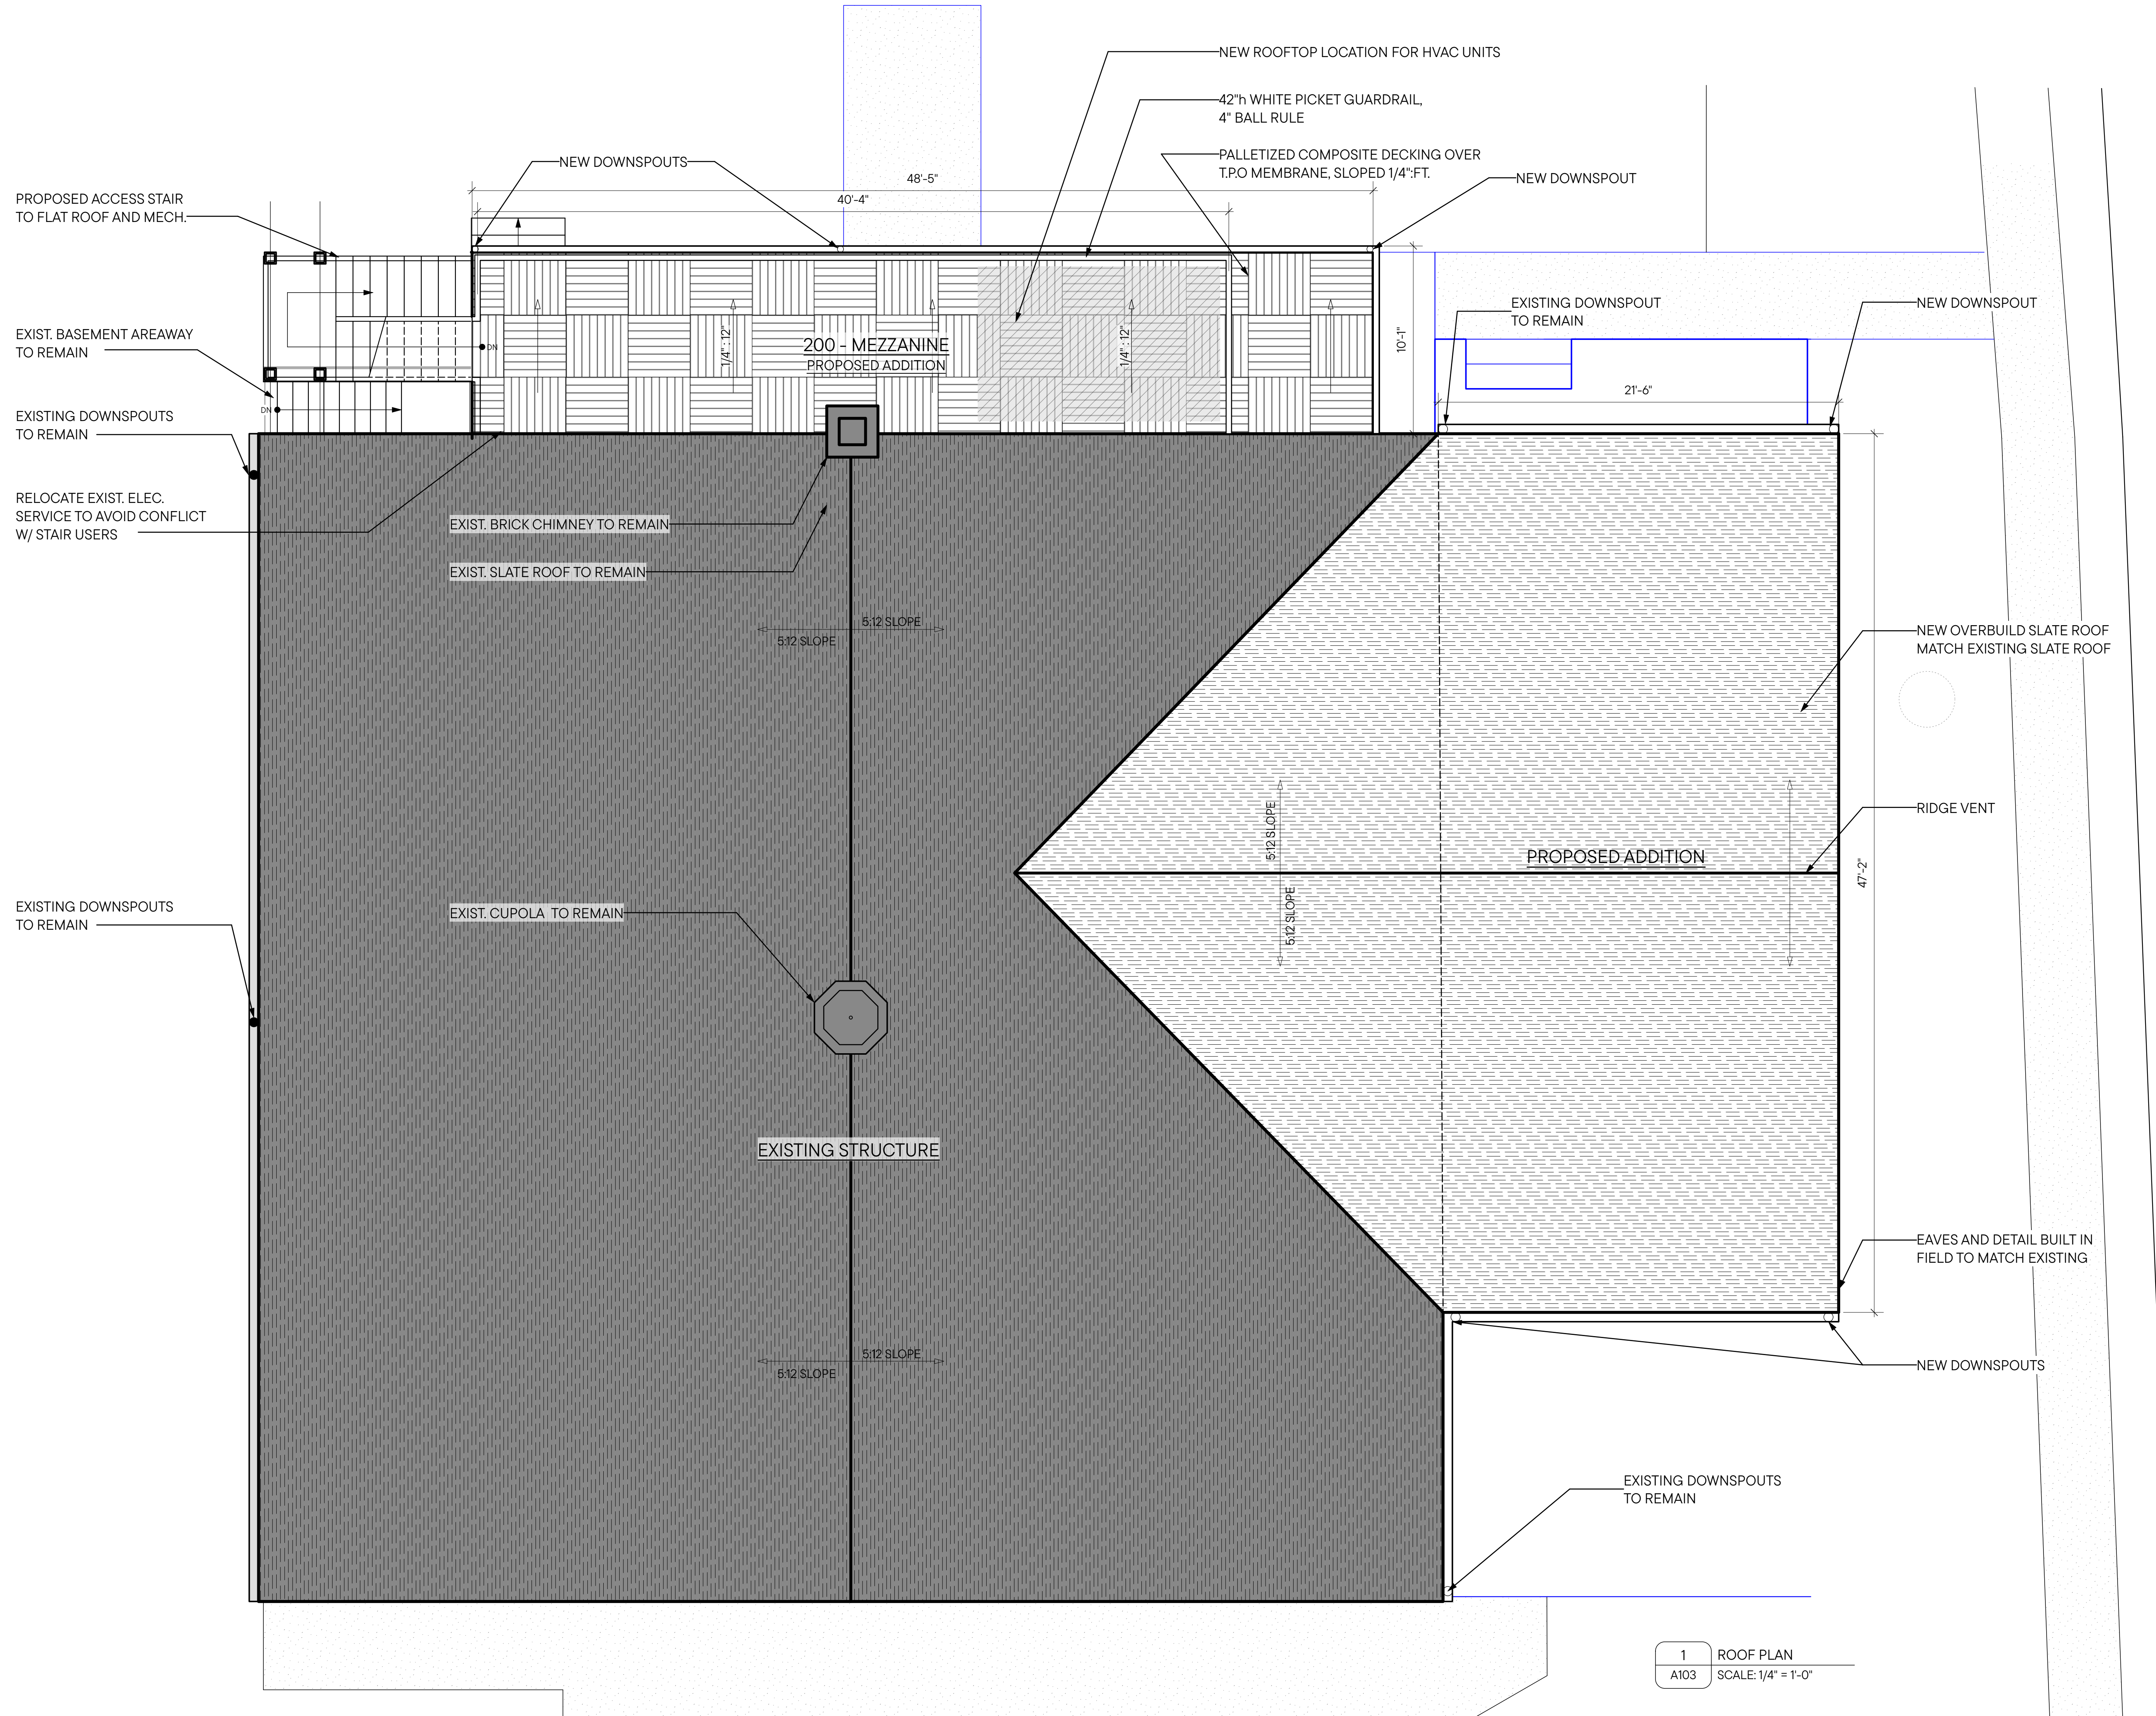 NEW ROOFTOP LOCATION FOR HVAC UNITS
42"h WHITE PICKET GUARDRAIL,
4" BALL RULE
PALLETIZED COMPOSITE DECKING OVER
T.P.O MEMBRANE, SLOPED 1/4":FT.
NEW DOWNSPOUTS
48'-5"
NEW DOWNSPOUT
40'-4"
PROPOSED ACCESS STAIR
TO FLAT ROOF AND MECH.
EXISTING DOWNSPOUT
TO REMAIN
NEW DOWNSPOUT
EXIST. BASEMENT AREAWAY
TO REMAIN
DN
1/4" : 12"
200 - MEZZANINE
PROPOSED ADDITION
1/4" : 12"
10'-1"
21'-6"
DN
EXISTING DOWNSPOUTS
TO REMAIN
RELOCATE EXIST. ELEC.
SERVICE TO AVOID CONFLICT
W/ STAIR USERS
EXIST. BRICK CHIMNEY TO REMAIN
EXIST. SLATE ROOF TO REMAIN
5:12 SLOPE
5:12 SLOPE
NEW OVERBUILD SLATE ROOF
MATCH EXISTING SLATE ROOF
RIDGE VENT
5:12 SLOPE
5:12 SLOPE
PROPOSED ADDITION
47'-2"
EXISTING DOWNSPOUTS
TO REMAIN
EXIST. CUPOLA TO REMAIN
EXISTING STRUCTURE
EAVES AND DETAIL BUILT IN
FIELD TO MATCH EXISTING
5:12 SLOPE
5:12 SLOPE
NEW DOWNSPOUTS
EXISTING DOWNSPOUTS
TO REMAIN
1
ROOF PLAN
A103
SCALE: 1/4" = 1'-0"